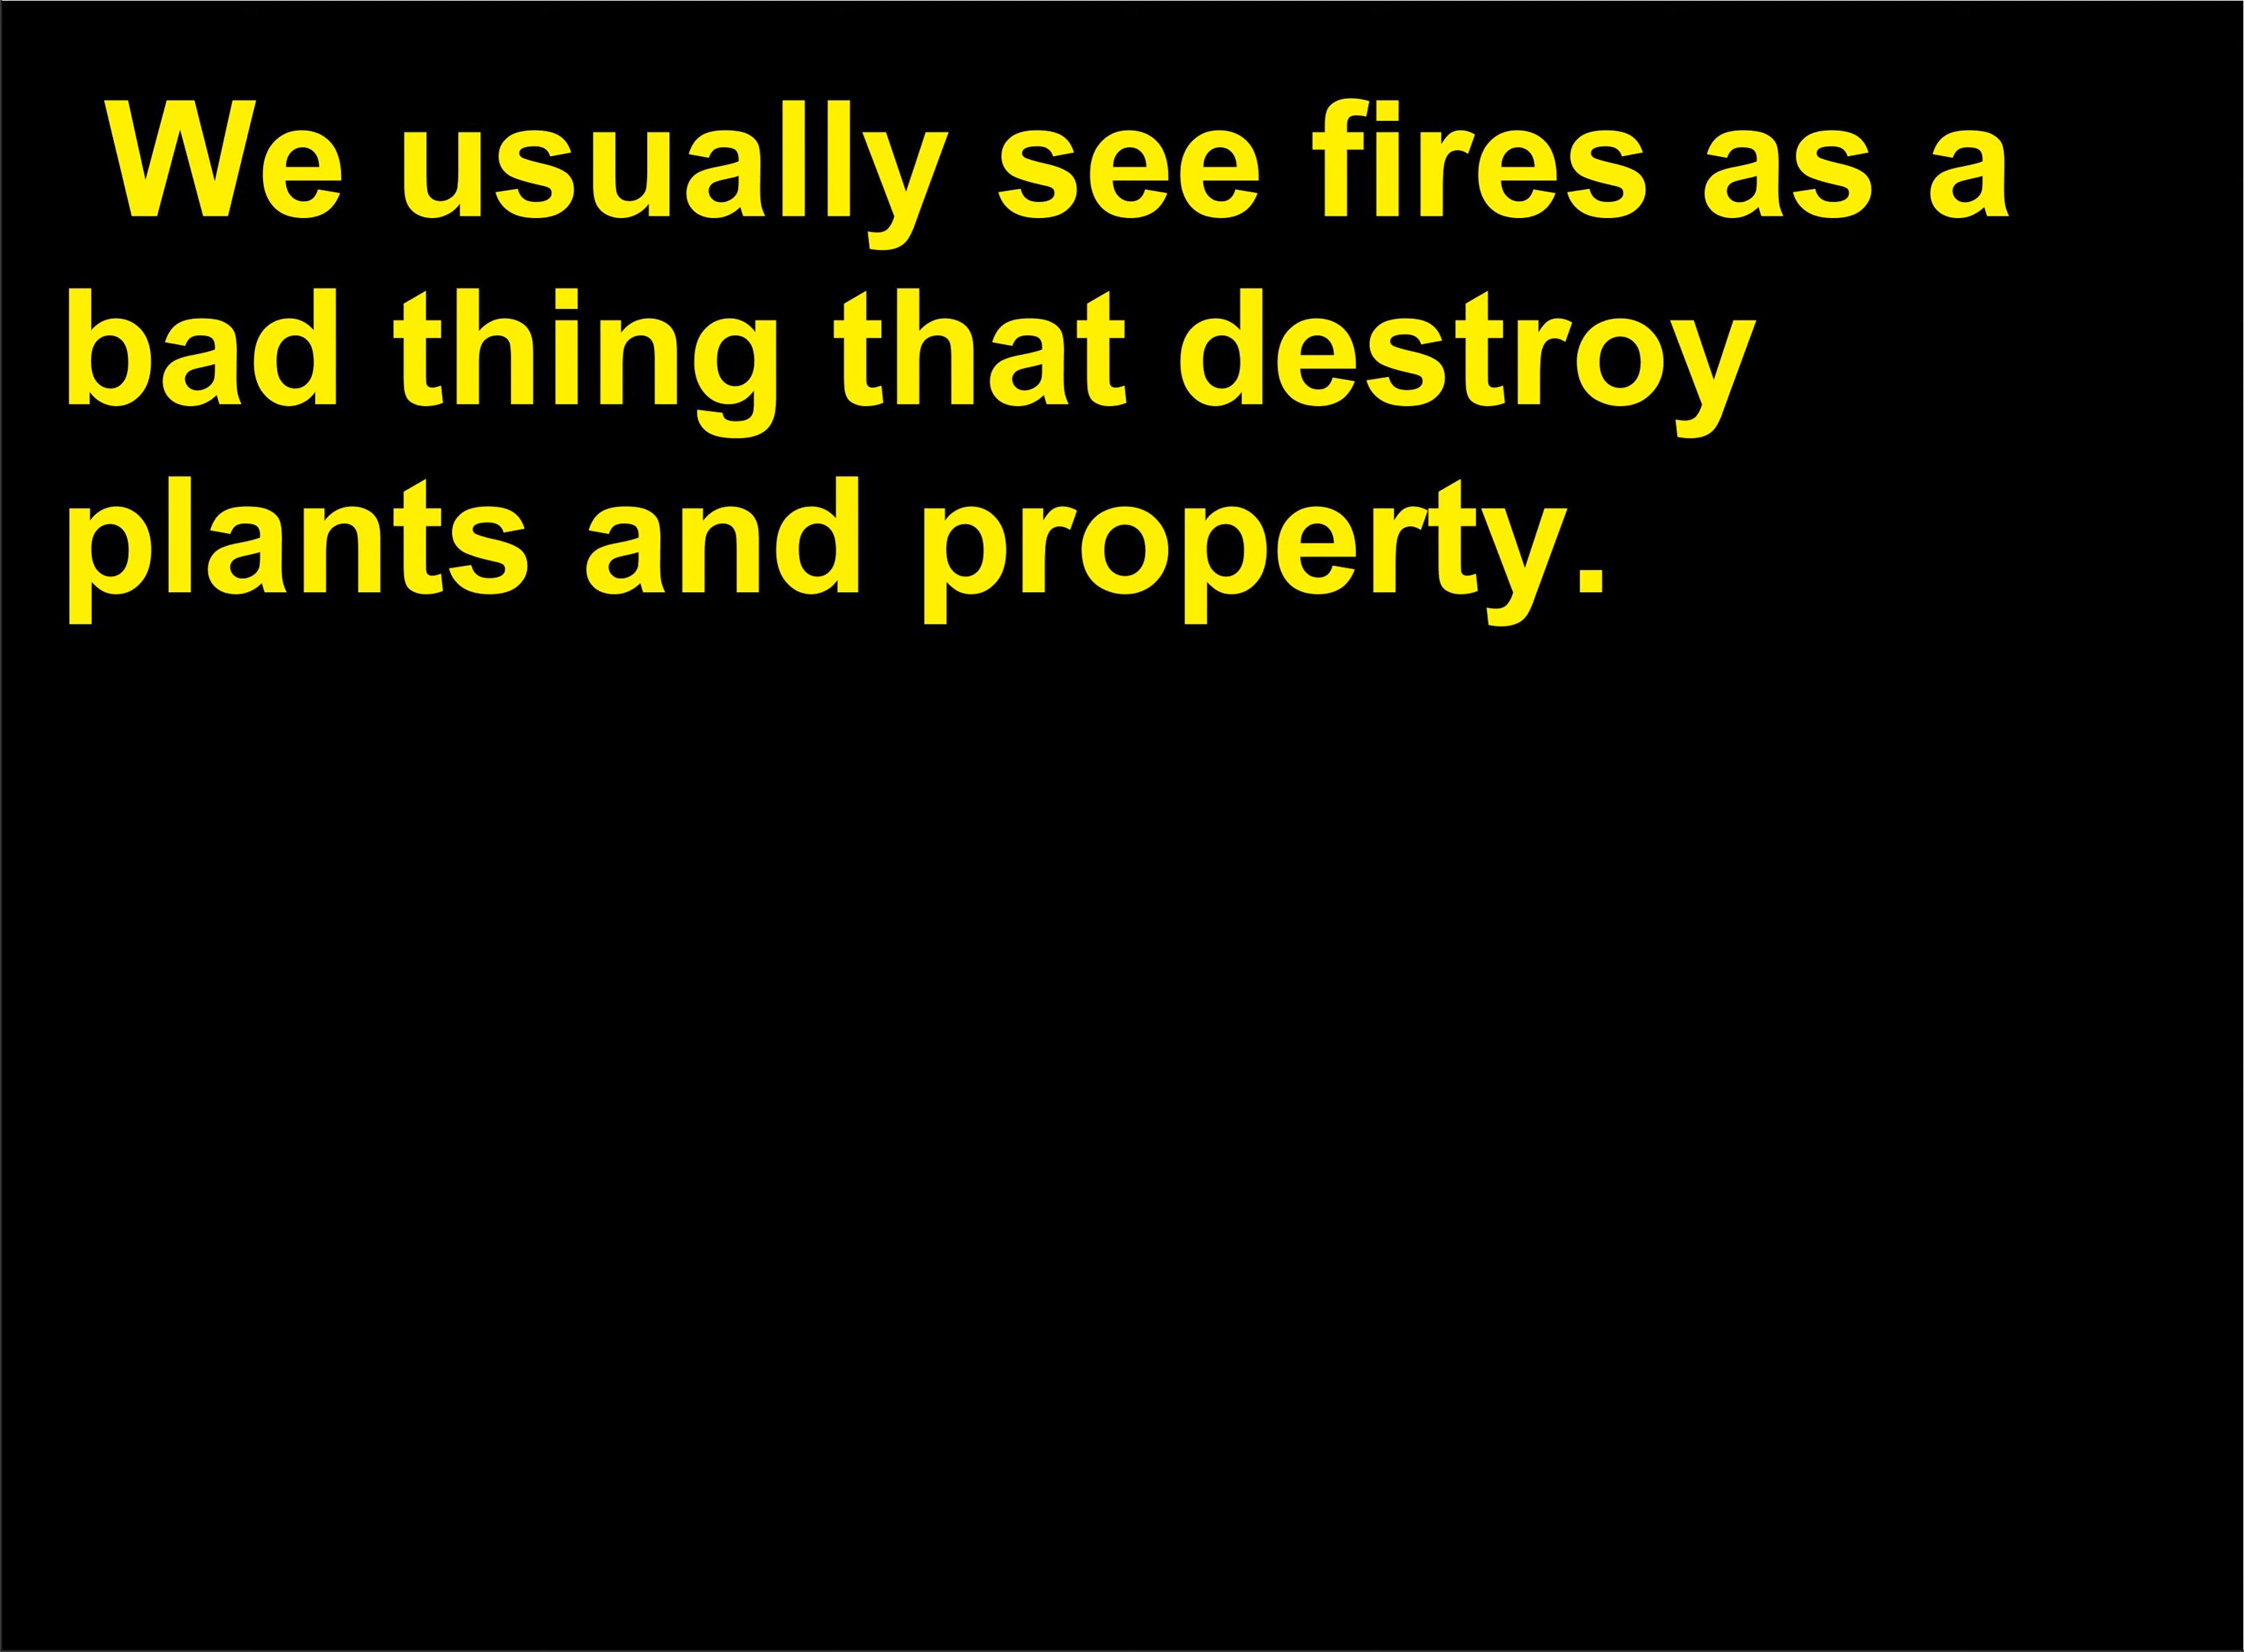 We usually see fires as a
bad thing that destroy
plants and property.